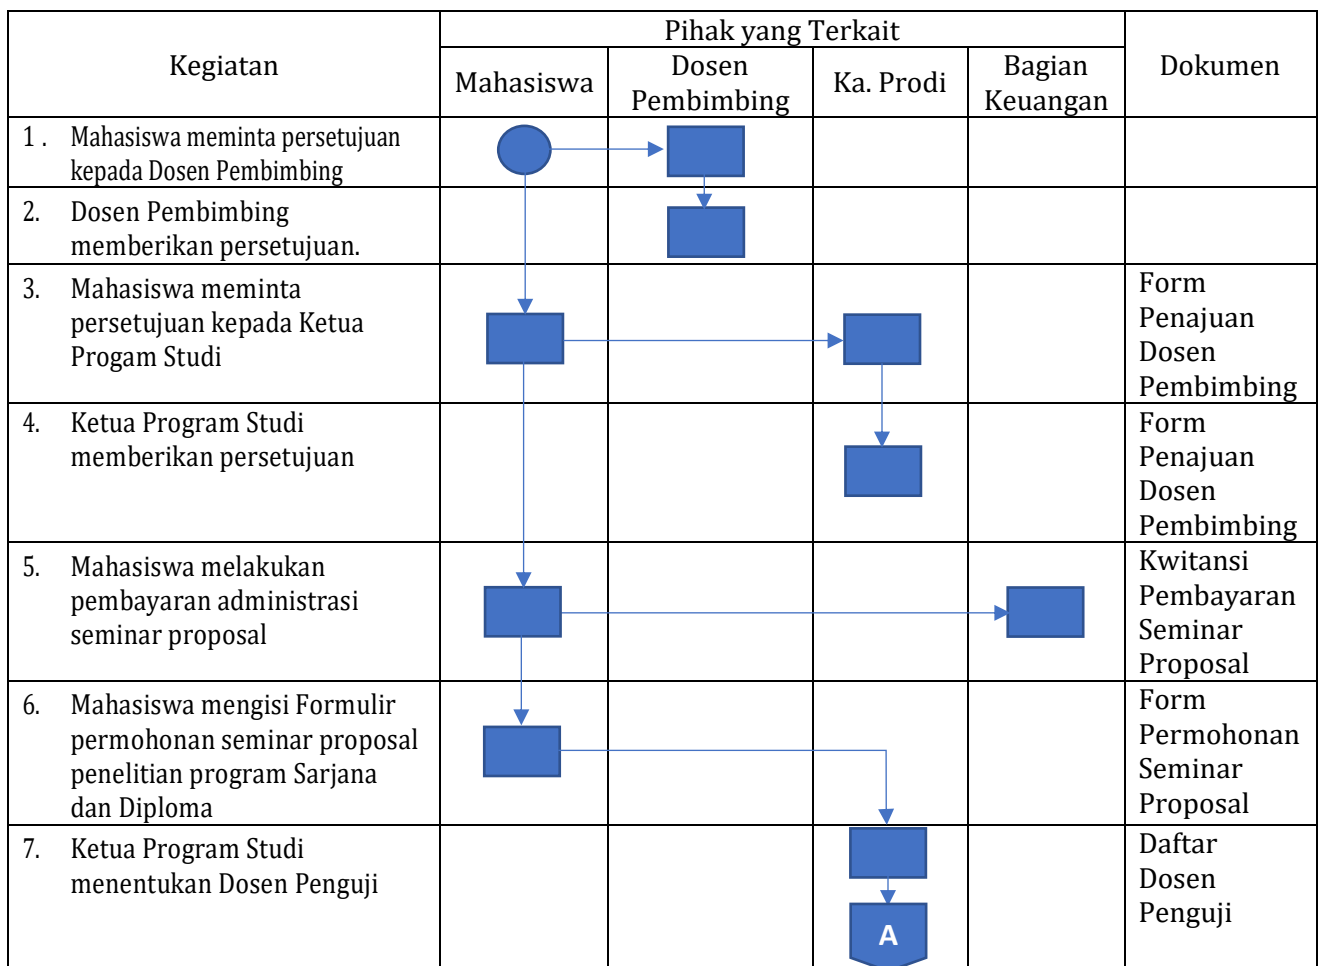 Kegiatan
Pihak yang Terkait
Dokumen
Mahasiswa
Dosen
Pembimbing
Ka. Prodi
Bagian
Keuangan
1. Mahasiswa meminta persetujuan
kepada Dosen Pembimbing
2. Dosen Pembimbing
memberikan persetujuan.
3. Mahasiswa meminta
persetujuan kepada Ketua
Progam Studi
Form
Penajuan
Dosen
Pembimbing
4. Ketua Program Studi
memberikan persetujuan
Form
Penajuan
Dosen
Pembimbing
5. Mahasiswa melakukan
pembayaran administrasi
seminar proposal
Kwitansi
Pembayaran
Seminar
Proposal
6. Mahasiswa mengisi Formulir
permohonan seminar proposal
penelitian program Sarjana
dan Diploma
Form
Permohonan
Seminar
Proposal
7. Ketua Program Studi
menentukan Dosen Penguji
A
Daftar
Dosen
Penguji